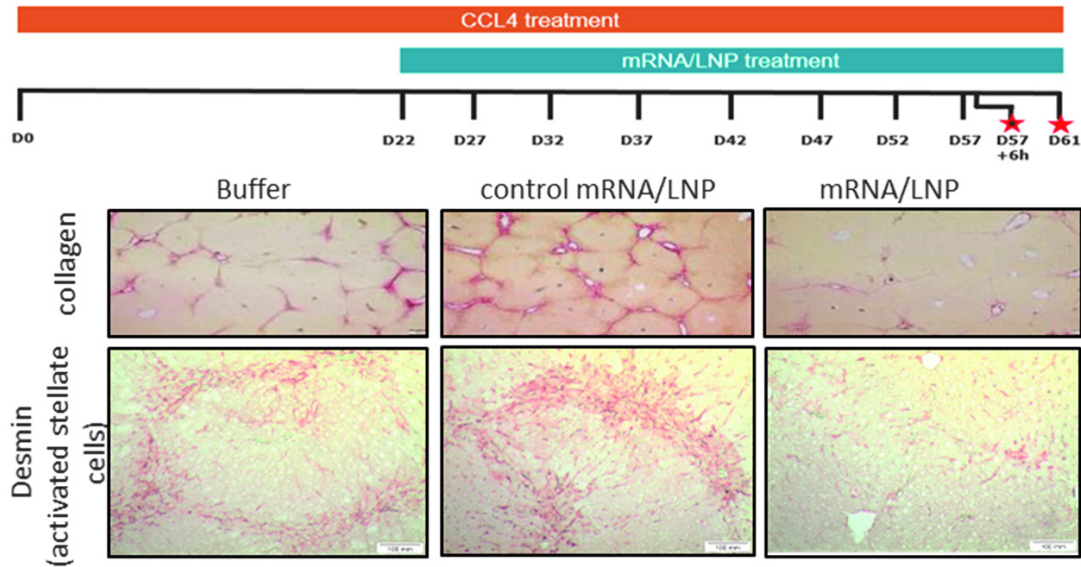 CCL4 treatment
mRNA/LNP treatment
D0 D22 D27 D32 D37 D42 D47 D52 D57 D57 D61
+6h
Buffer control mRNA/LNP mRNA/LNP
collagen
Desmin
(activated stellate
cells)